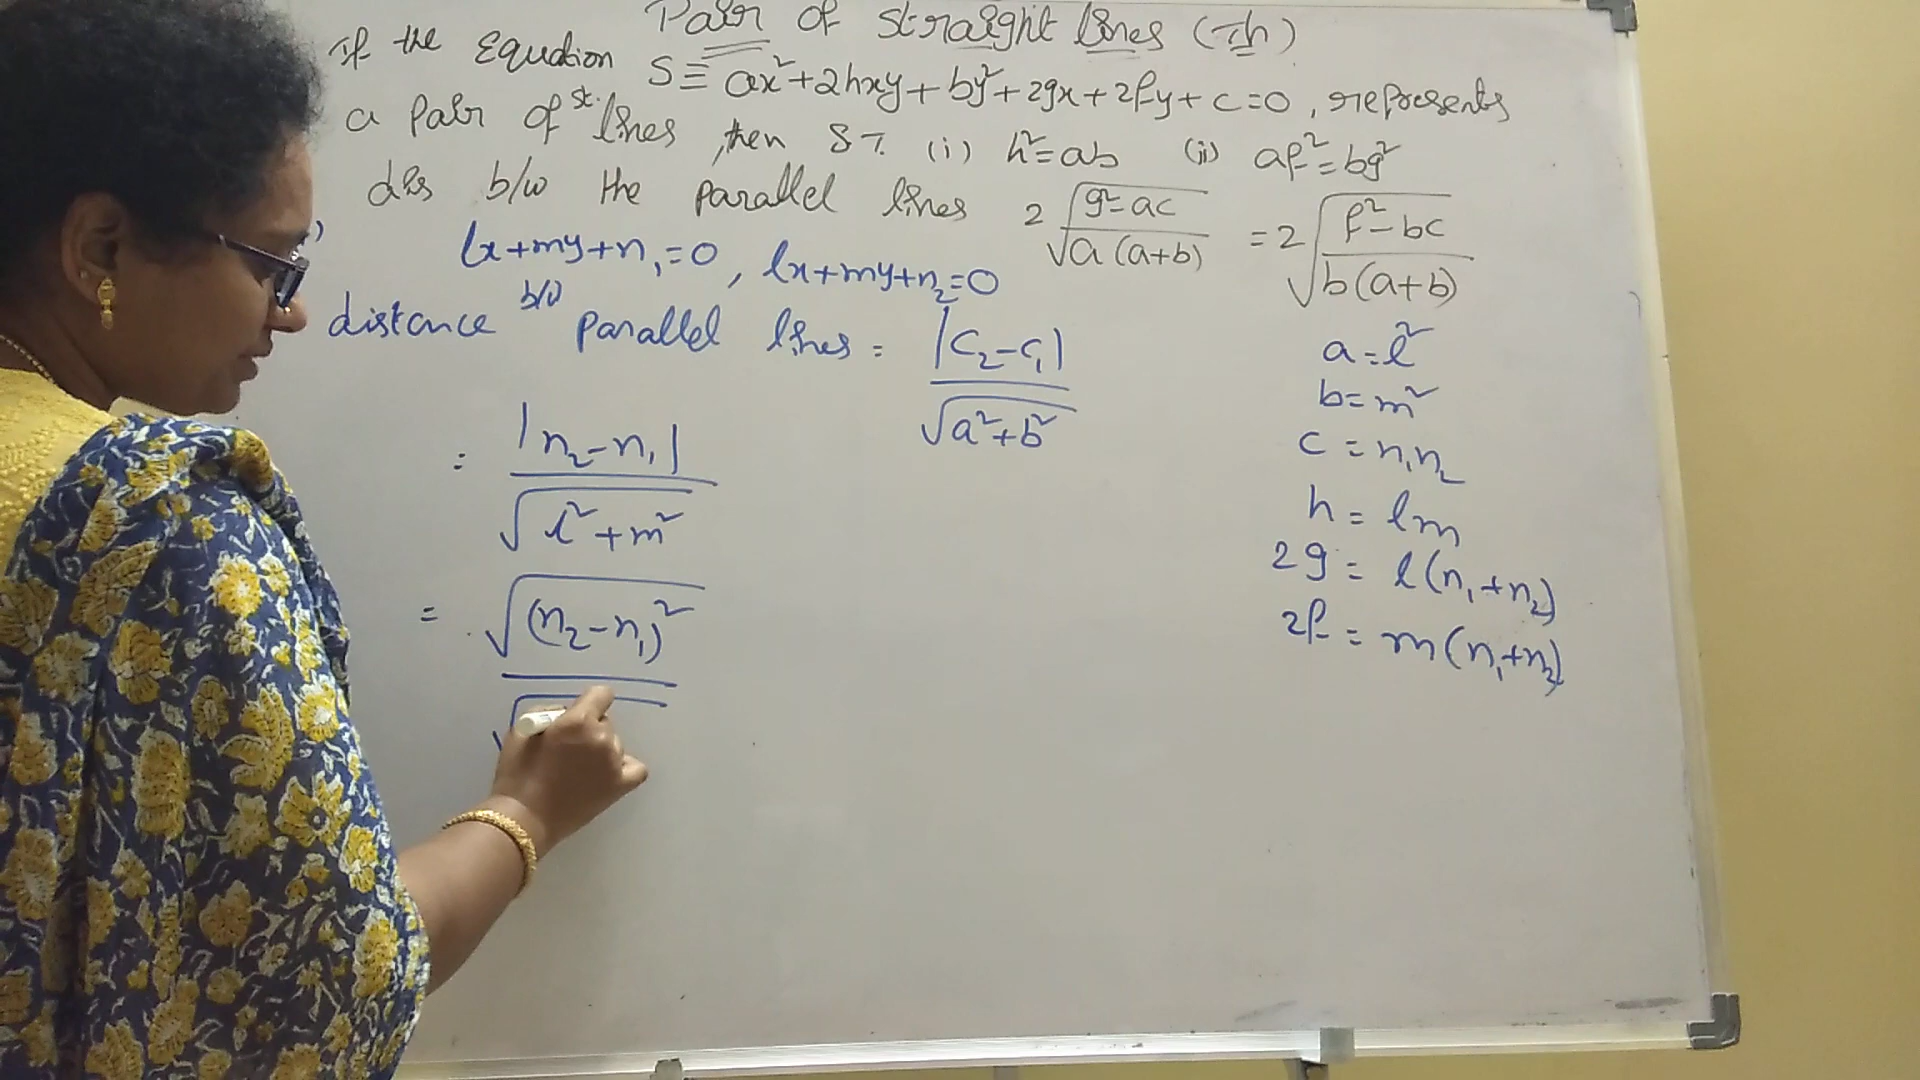 Pair of straight lines (Th)
If the Equation S ≡ ax²+2hxy+by²+2gx+2fy+c=0, represents
a pair of st. lines, then S T. (i) h²=ab (ii) af²=bg²
dis b/w the parallel lines 2√(g²-ac)/(a(a+b)) = 2√(f²-bc)/(b(a+b))
lx+my+n₁=0, lx+my+n₂=0
distance b/w parallel lines = |c₂-c₁|/√(a²+b²)
= |n₂-n₁|/√(l²+m²)
= √(n₂-n₁)²/√
a=l²
b=m²
c=n₁n₂
h=lm
2g=l(n₁+n₂)
2f=m(n₁+n₂)